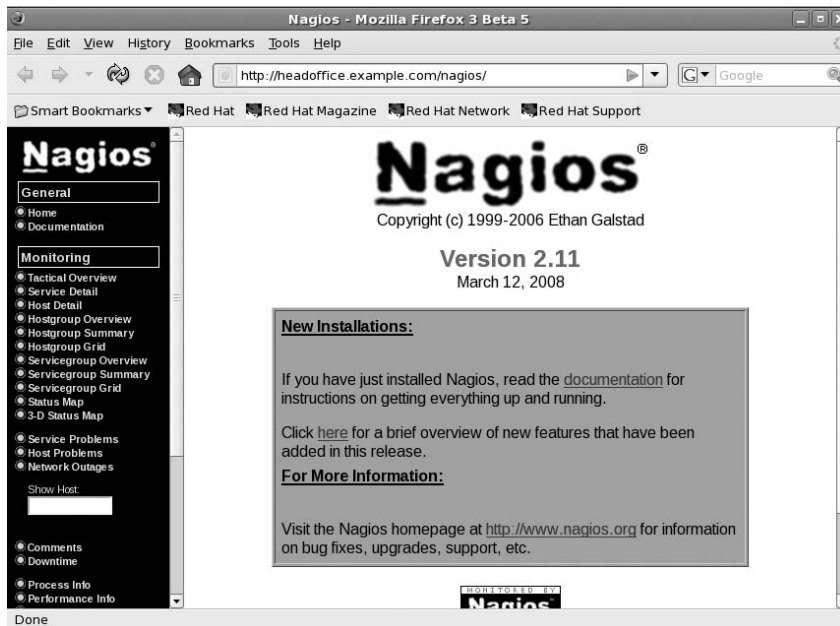 Nagios - Mozilla Firefox 3 Beta 5
File Edit View History Bookmarks Tools Help
http://headoffice.example.com/nagios/
G Google
Smart Bookmarks Red Hat Red Hat Magazine Red Hat Network Red Hat Support
Nagios®
General
Home
Documentation
Monitoring
Tactical Overview
Service Detail
Host Detail
Hostgroup Overview
Hostgroup Summary
Hostgroup Grid
Servicegroup Overview
Servicegroup Summary
Servicegroup Grid
Status Map
3-D Status Map
Service Problems
Host Problems
Network Outages
Show Host:
Comments
Downtime
Process Info
Performance Info
Nagios®
Copyright (c) 1999-2006 Ethan Galstad
Version 2.11
March 12, 2008
New Installations:
If you have just installed Nagios, read the documentation for
instructions on getting everything up and running.
Click here for a brief overview of new features that have been
added in this release.
For More Information:
Visit the Nagios homepage at http://www.nagios.org for information
on bug fixes, upgrades, support, etc.
MONITORED BY
Nagios
Done